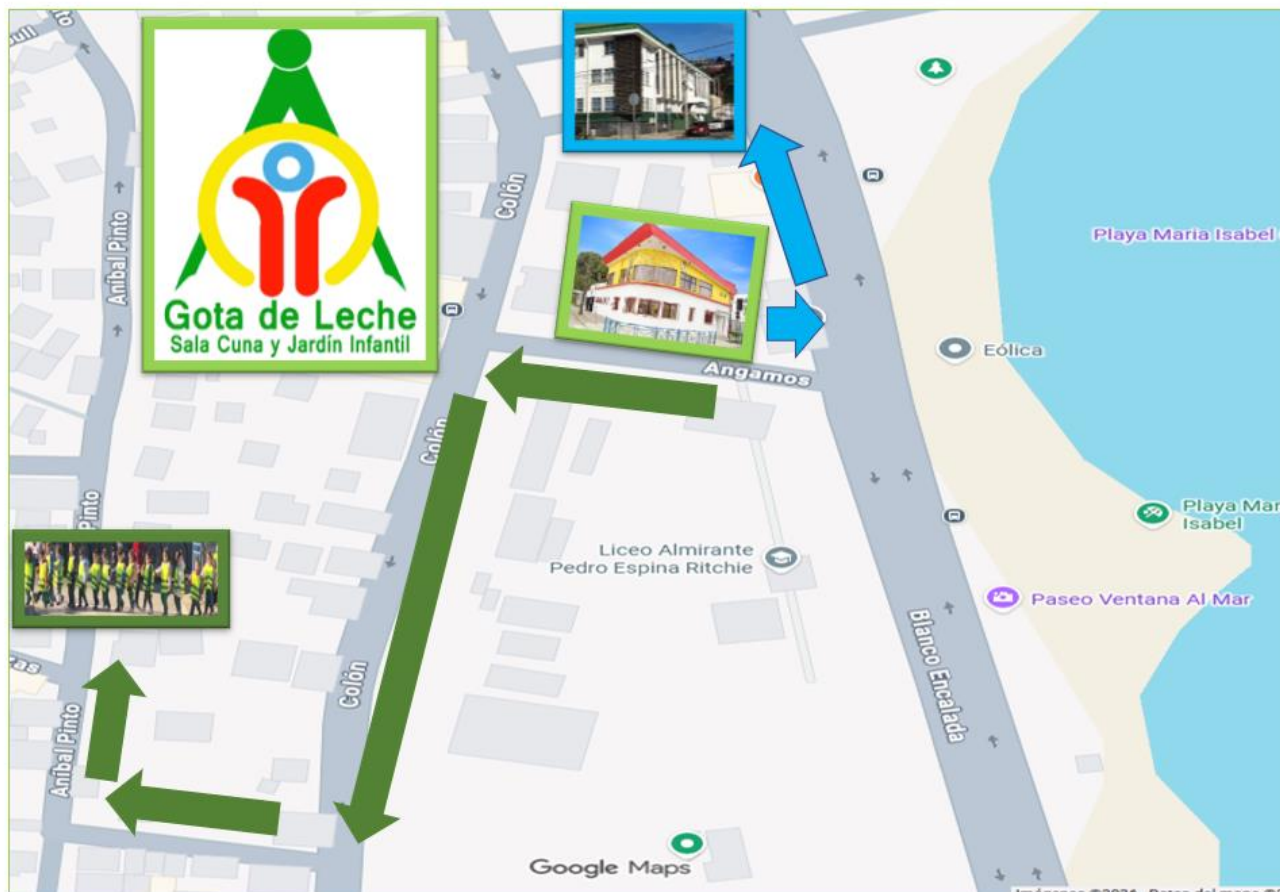 Aníbal Pinto
Colón
Gota de Leche
Sala Cuna y Jardín Infantil
Playa Maria Isabel
Angamos
Eólica
Colón
Pinto
Liceo Almirante
Pedro Espina Ritchie
Playa Mar
Isabel
Paseo Ventana Al Mar
Blanco Encalada
Colón
Aníbal Pinto
Google Maps